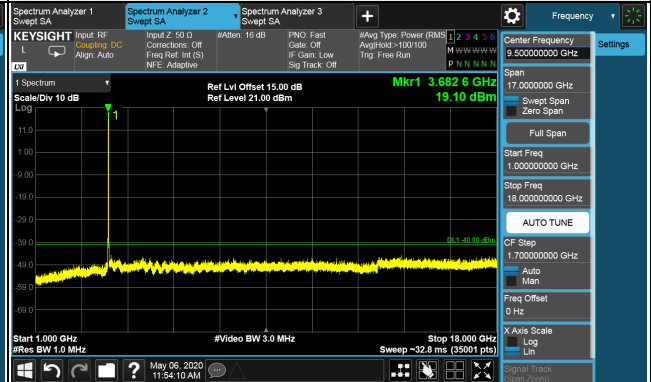 Spectrum Analyzer 1
Swept SA
Spectrum Analyzer 2
Swept SA
Spectrum Analyzer 3
Swept SA
+
Frequency
KEYSIGHT
L
LXI
Input: RF
Coupling: DC
Align: Auto
Input Z: 50 Ω
Corrections: Off
Freq Ref: Int (S)
NFE: Adaptive
#Atten: 16 dB
PNO: Fast
Gate: Off
IF Gain: Low
Sig Track: Off
#Avg Type: Power (RMS
Avg|Hold:>100/100
Trig: Free Run
1 2 3 4 5 6
M W W W W W
P N N N N N
1 Spectrum
Scale/Div 10 dB
Ref Lvl Offset 15.00 dB
Ref Level 21.00 dBm
Mkr1 3.682 6 GHz
19.10 dBm
Log
1
11.0
1.00
-9.00
-19.0
-29.0
-39.0
-49.0
-59.0
-69.0
DL1 -40.00 dBm
Start 1.000 GHz
#Res BW 1.0 MHz
#Video BW 3.0 MHz
Stop 18.000 GHz
Sweep ~32.8 ms (35001 pts)
?
May 06, 2020
11:54:10 AM
Center Frequency
9.500000000 GHz
Settings
Span
17.0000000 GHz
Swept Span
Zero Span
Full Span
Start Freq
1.000000000 GHz
Stop Freq
18.000000000 GHz
AUTO TUNE
CF Step
1.700000000 GHz
Auto
Man
Freq Offset
0 Hz
X Axis Scale
Log
Lin
Signal Track
(Span Zoom)